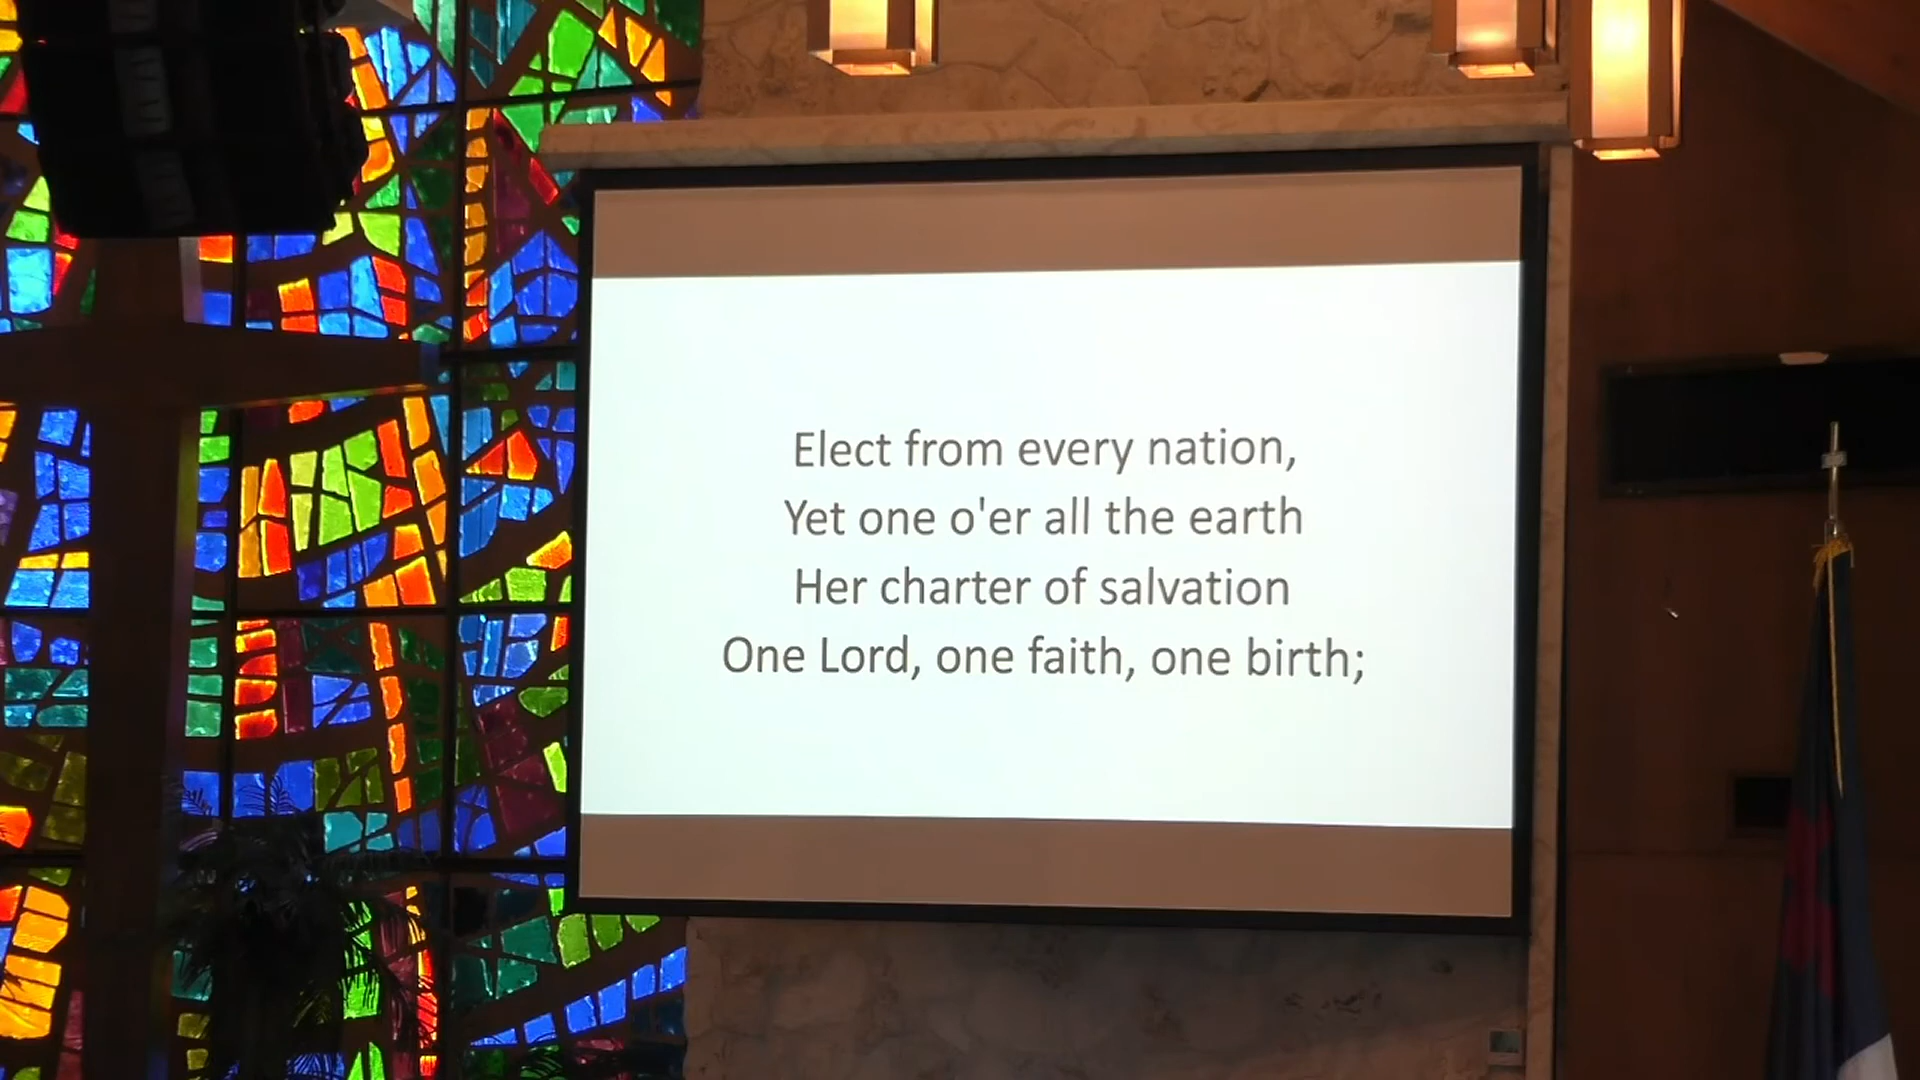 Elect from every nation,
Yet one o'er all the earth
Her charter of salvation
One Lord, one faith, one birth;